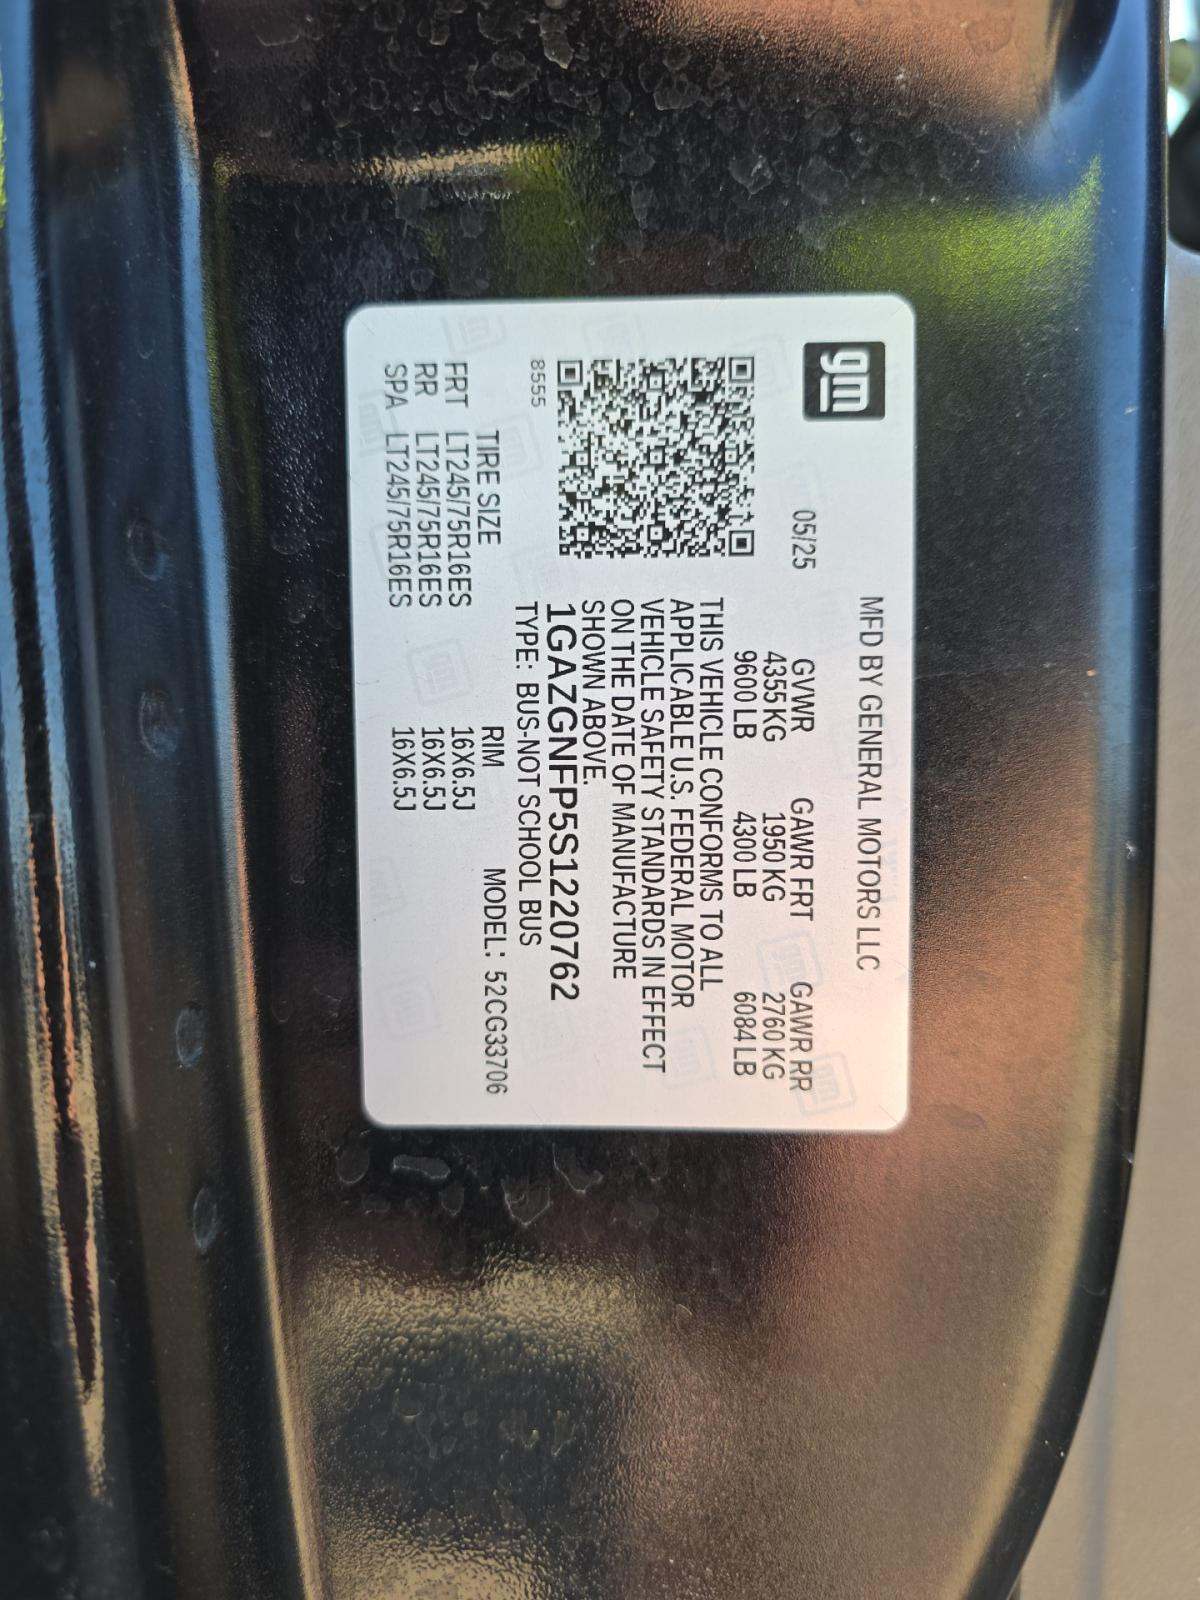 gm
MFD BY GENERAL MOTORS LLC
05/25
GVWR GAWR FRT GAWR RR
4355 KG 1950 KG 2760 KG
9600 LB 4300 LB 6084 LB
THIS VEHICLE CONFORMS TO ALL
APPLICABLE U.S. FEDERAL MOTOR
VEHICLE SAFETY STANDARDS IN EFFECT
ON THE DATE OF MANUFACTURE
SHOWN ABOVE.
1GAZGNFP5S1220762
8555
TYPE: BUS-NOT SCHOOL BUS
TIRE SIZE RIM MODEL: 52CG33706
FRT LT245/75R16ES 16X6.5J
RR LT245/75R16ES 16X6.5J
SPA LT245/75R16ES 16X6.5J